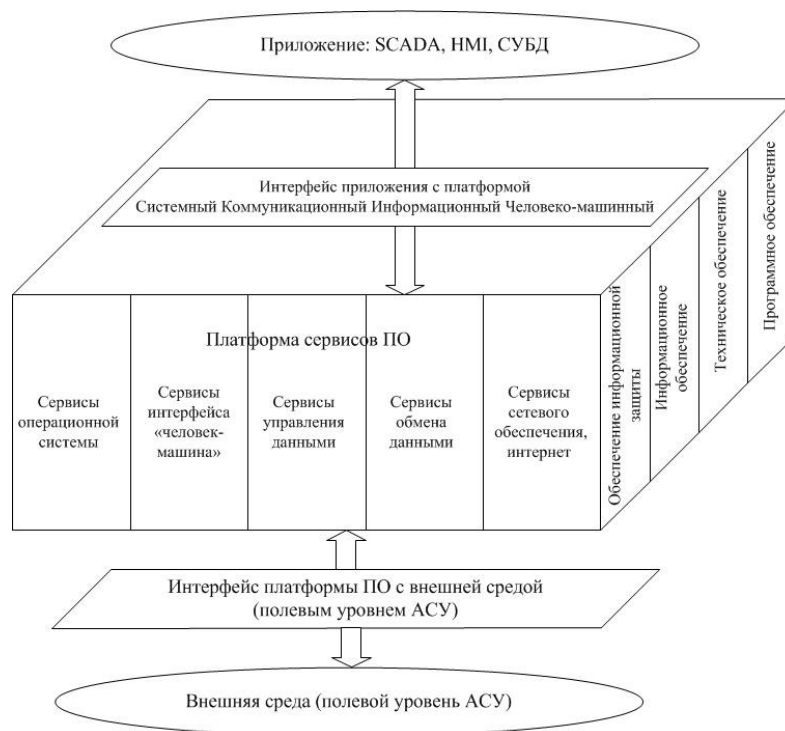 Приложение: SCADA, HMI, СУБД
Интерфейс приложения с платформой
Системный Коммуникационный Информационный Человеко-машинный
Платформа сервисов ПО
Сервисы
операционной
системы
Сервисы
интерфейса
«человек-
машина»
Сервисы
управления
данными
Сервисы
обмена
данными
Сервисы
сетевого
обеспечения,
интернет
Обеспечение информационной
защиты
Информационное
обеспечение
Техническое обеспечение
Программное обеспечение
Интерфейс платформы ПО с внешней средой
(полевым уровнем АСУ)
Внешняя среда (полевой уровень АСУ)